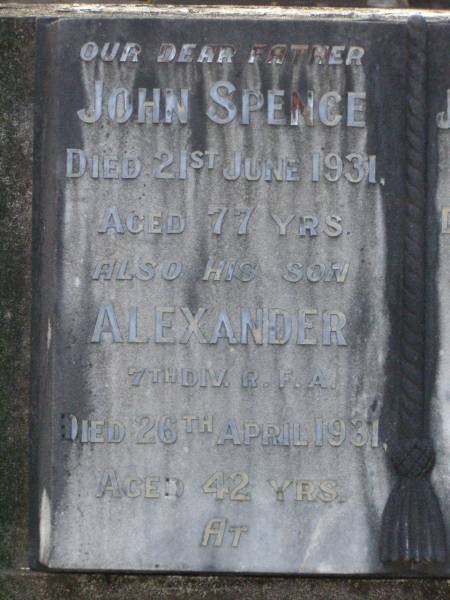 OUR DEAR FATHER
JOHN SPENCE
DIED 21ST JUNE 1931,
AGED 77 YRS.
ALSO HIS SON
ALEXANDER
7TH DIV. R. F. A.
DIED 26TH APRIL 1931,
AGED 42 YRS.
AT